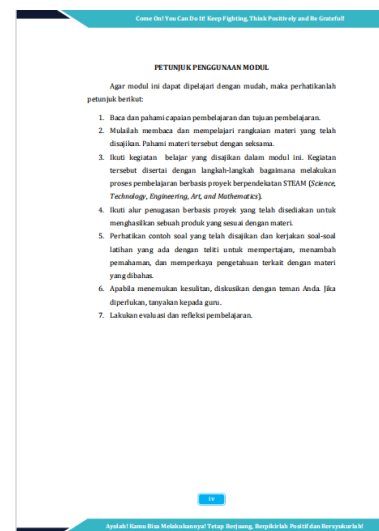 Come On! You Can Do It! Keep Fighting, Think Positively and Be Grateful!
PETUNJUK PENGGUNAAN MODUL
Agar modul ini dapat dipelajari dengan mudah, maka perhatikanlah
petunjuk berikut:
1. Baca dan pahami capaian pembelajaran dan tujuan pembelajaran.
2. Mulailah membaca dan mempelajari rangkaian materi yang telah
disajikan. Pahami materi tersebut dengan seksama.
3. Ikuti kegiatan belajar yang disajikan dalam modul ini. Kegiatan
tersebut disertai dengan langkah-langkah bagaimana melakukan
proses pembelajaran berbasis proyek berpendekatan STEAM (Science,
Technology, Engineering, Art, and Mathematics).
4. Ikuti alur penugasan berbasis proyek yang telah disediakan untuk
menghasilkan sebuah produk yang sesuai dengan materi.
5. Perhatikan contoh soal yang telah disajikan dan kerjakan soal-soal
latihan yang ada dengan teliti untuk mempertajam, menambah
pemahaman, dan memperkaya pengetahuan terkait dengan materi
yang dibahas.
6. Apabila menemukan kesulitan, diskusikan dengan teman Anda. Jika
diperlukan, tanyakan kepada guru.
7. Lakukan evaluasi dan refleksi pembelajaran.
iv
Ayolah! Kamu Bisa Melakukannya! Tetap Berjuang, Berpikirlah Positif dan Bersyukurlah!